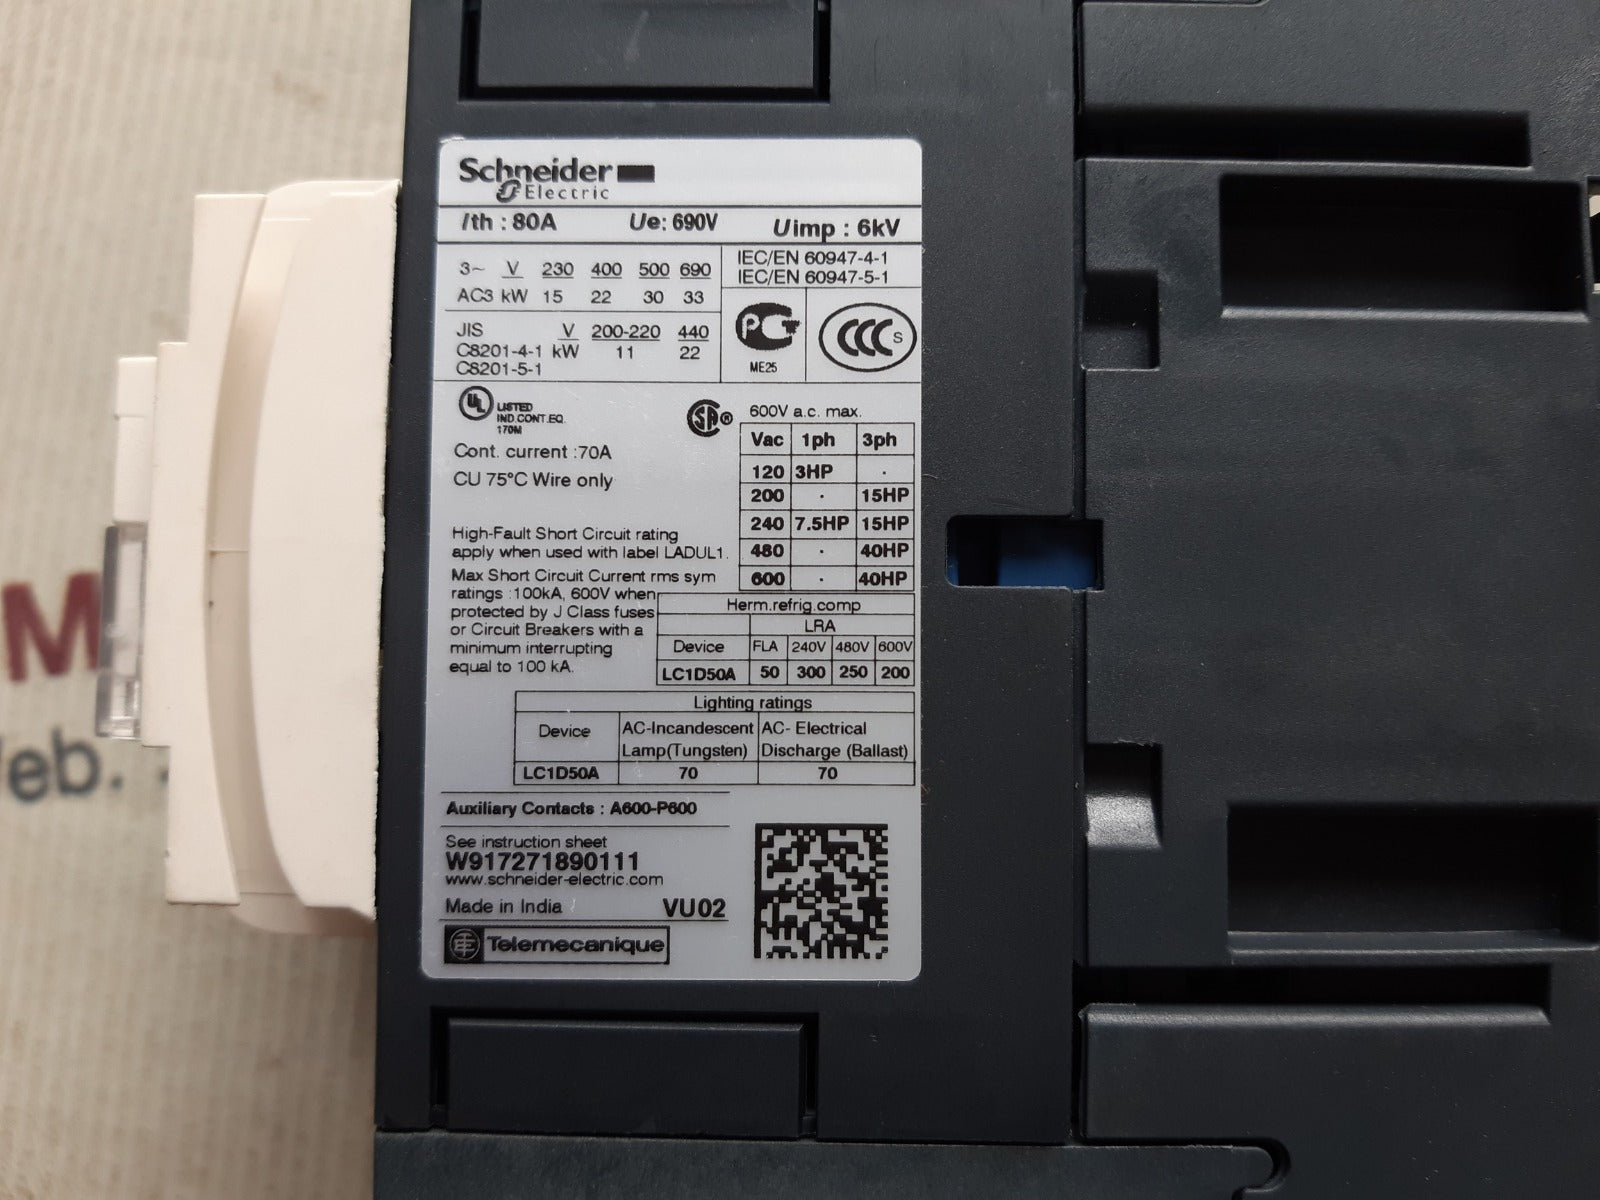 Schneider
Electric
Ith : 80A Ue: 690V Uimp : 6kV
3~ V 230 400 500 690
AC3 kW 15 22 30 33
IEC/EN 60947-4-1
IEC/EN 60947-5-1
JIS V 200-220 440
C8201-4-1 kW 11 22
C8201-5-1
PG
ME25
CCC S
UL LISTED
IND.CONT.EQ.
170M
SA ®
600V a.c. max.
Cont. current :70A
CU 75°C Wire only
Vac 1ph 3ph
120 3HP .
200 . 15HP
240 7.5HP 15HP
480 . 40HP
600 . 40HP
High-Fault Short Circuit rating
apply when used with label LADUL1.
Max Short Circuit Current rms sym
ratings :100kA, 600V when
protected by J Class fuses
or Circuit Breakers with a
minimum interrupting
equal to 100 kA.
Herm.refrig.comp
LRA
Device FLA 240V 480V 600V
LC1D50A 50 300 250 200
Lighting ratings
Device AC-Incandescent AC- Electrical
Lamp(Tungsten) Discharge (Ballast)
LC1D50A 70 70
Auxiliary Contacts : A600-P600
See instruction sheet
W917271890111
www.schneider-electric.com
Made in India VU02
Telemecanique
M
eb.